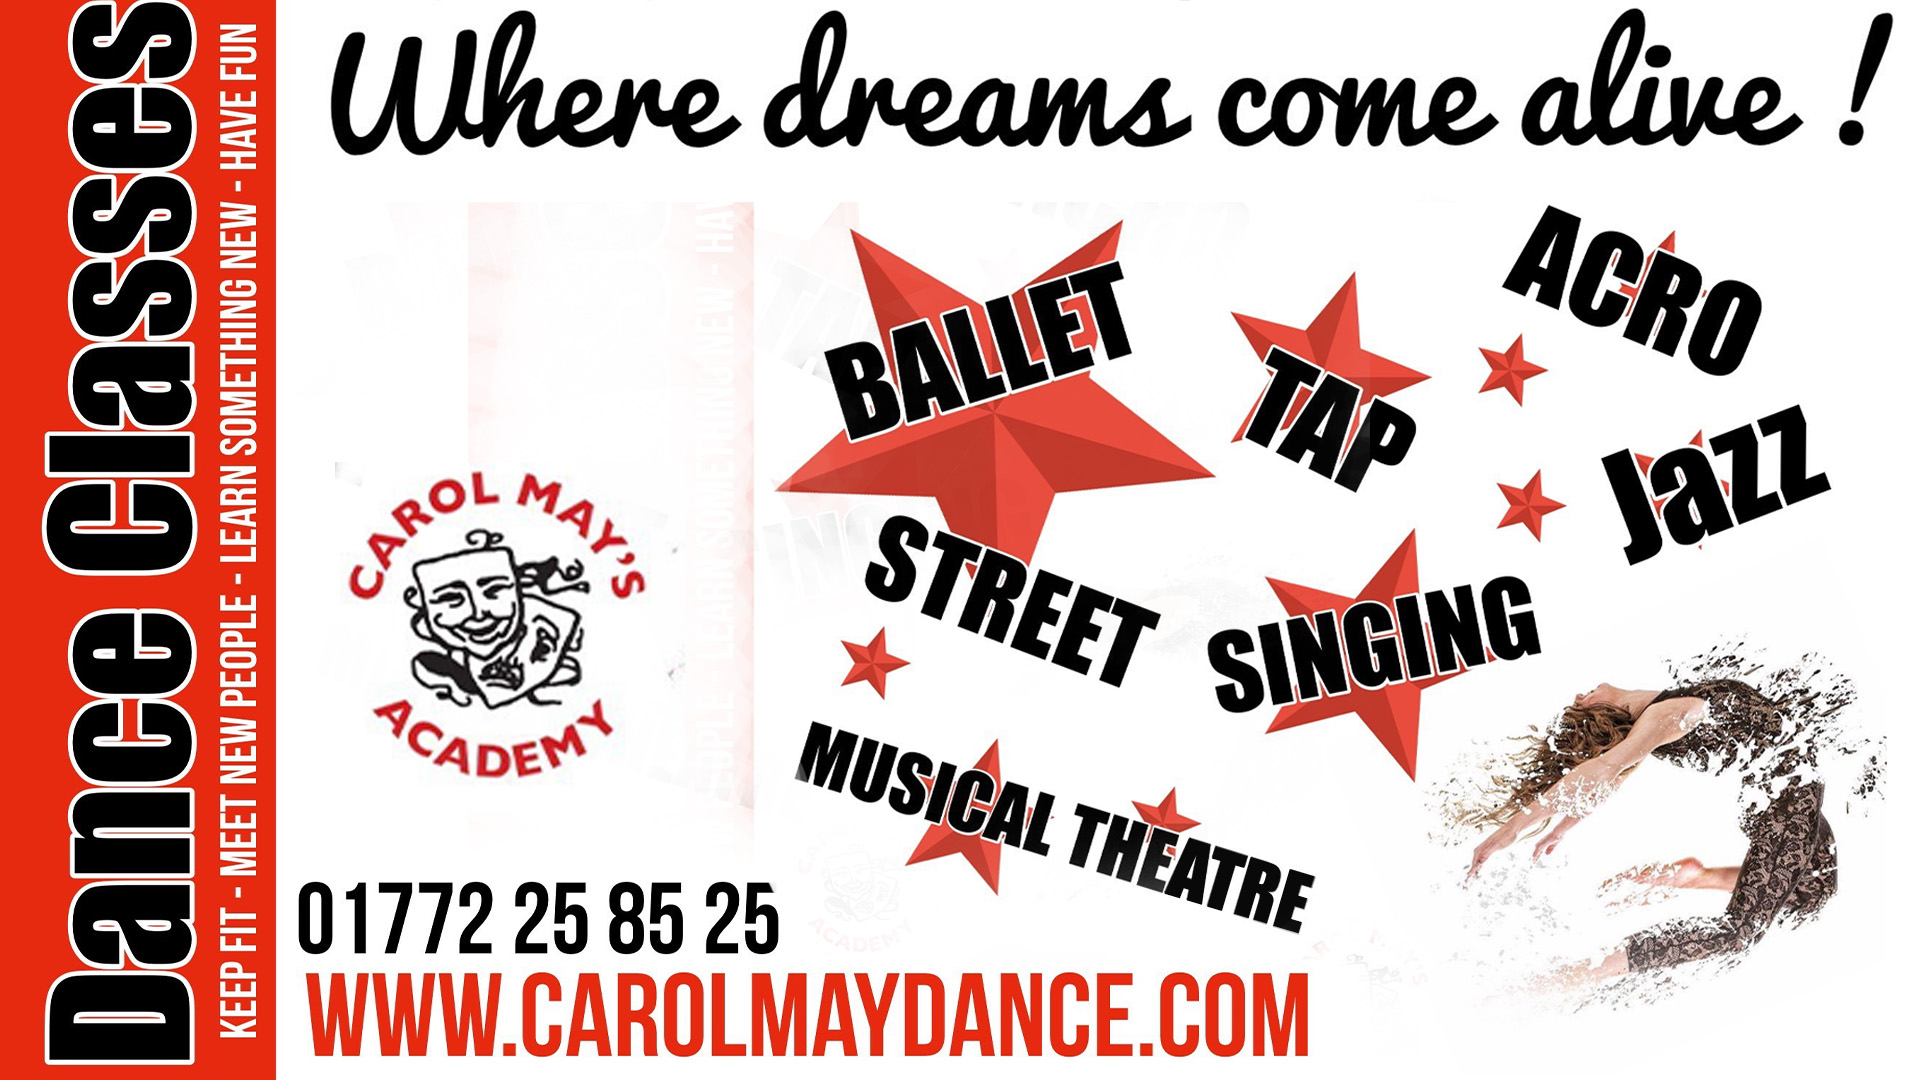 Dance Classes
KEEP FIT - MEET NEW PEOPLE - LEARN SOMETHING NEW - HAVE FUN
Where dreams come alive !
CAROL MAY'S
ACADEMY
BALLET
TAP
ACRO
Jazz
STREET
SINGING
MUSICAL THEATRE
01772 25 85 25
WWW.CAROLMAYDANCE.COM